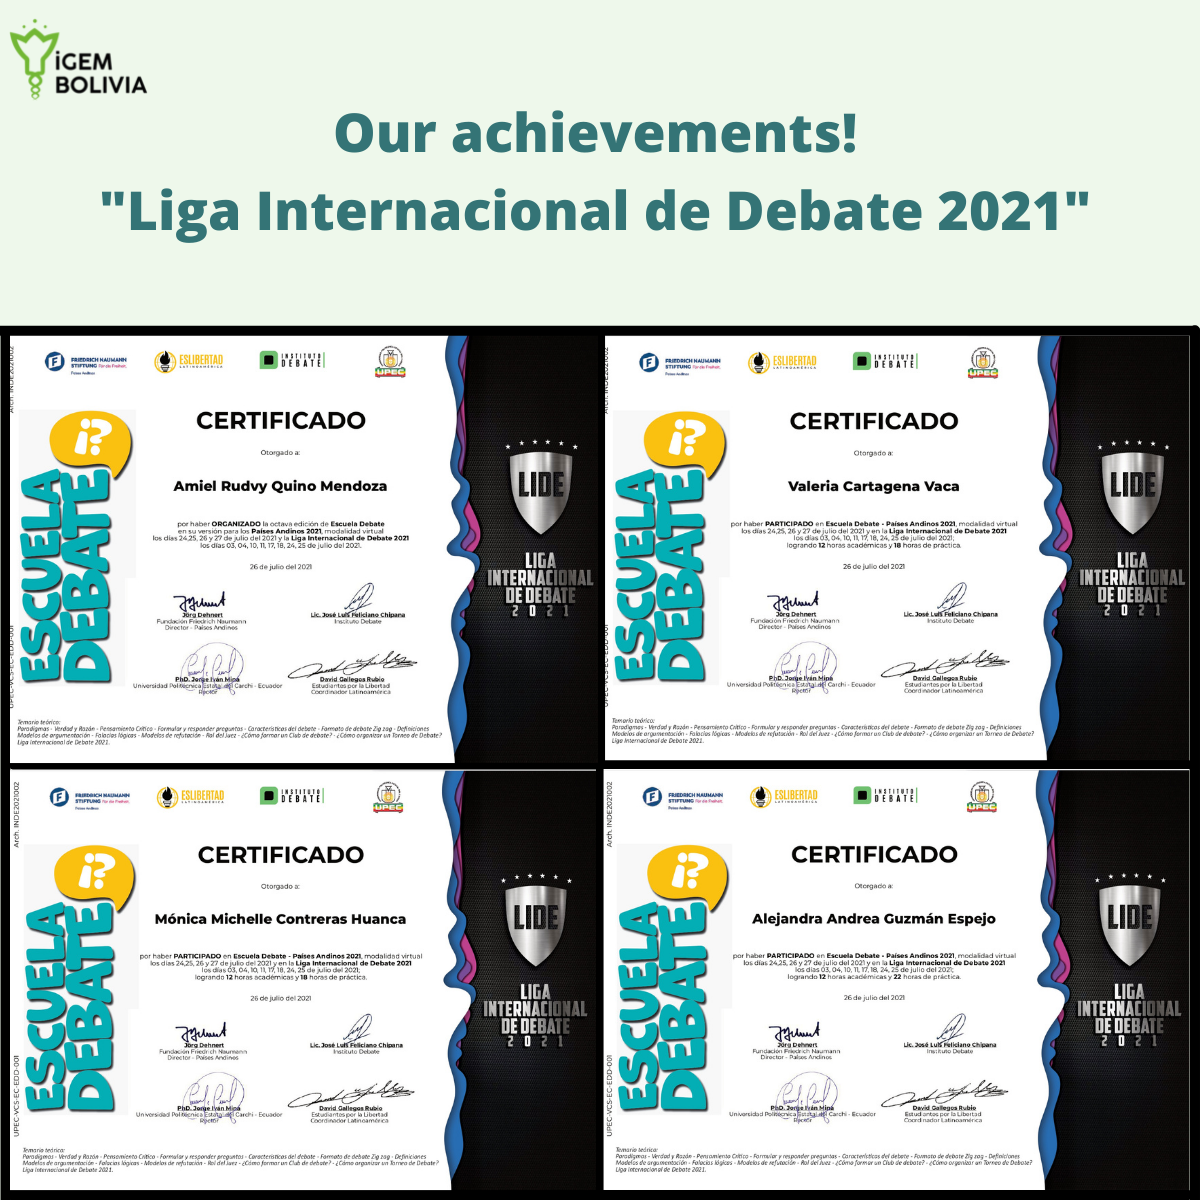 iGEM
BOLIVIA
Our achievements!
"Liga Internacional de Debate 2021"
FRIEDRICH NAUMANN
STIFTUNG Für die Freiheit.
Países Andinos
ESLIBERTAD
LATINOAMÉRICA
INSTITUTO
DEBATE
UPEC
ESCUELA
DEBATE
¡?
CERTIFICADO
Otorgado a:
Amiel Rudvy Quino Mendoza
por haber ORGANIZADO la octava edición de Escuela Debate
en su versión para los Países Andinos 2021, modalidad virtual
los días 24,25, 26 y 27 de julio del 2021 y la Liga Internacional de Debate 2021
los días 03, 04, 10, 11, 17, 18, 24, 25 de julio del 2021.
26 de julio del 2021
Jörg Dehnert
Fundación Friedrich Naumann
Director - Países Andinos
Lic. José Luis Feliciano Chipana
Instituto Debate
PhD. Jorge Iván Mina
Universidad Politécnica Estatal del Carchi - Ecuador
Rector
David Gallegos Rubio
Estudiantes por la Libertad
Coordinador Latinoamérica
Temario teórico:
Paradigmas - Verdad y Razón - Pensamiento Crítico - Formular y responder preguntas - Características del debate - Formato de debate Zig zag - Definiciones
Modelos de argumentación - Falacias lógicas - Modelos de refutación - Rol del Juez - ¿Cómo formar un Club de debate? - ¿Cómo organizar un Torneo de Debate?
Liga Internacional de Debate 2021.
LIDE
LIGA
INTERNACIONAL
DE DEBATE
2021
FRIEDRICH NAUMANN
STIFTUNG Für die Freiheit.
Países Andinos
ESLIBERTAD
LATINOAMÉRICA
INSTITUTO
DEBATE
UPEC
ESCUELA
DEBATE
¡?
CERTIFICADO
Otorgado a:
Valeria Cartagena Vaca
por haber PARTICIPADO en Escuela Debate - Países Andinos 2021, modalidad virtual
los días 24,25, 26 y 27 de julio del 2021 y en la Liga Internacional de Debate 2021
los días 03, 04, 10, 11, 17, 18, 24, 25 de julio del 2021;
logrando 12 horas académicas y 18 horas de práctica.
26 de julio del 2021
Jörg Dehnert
Fundación Friedrich Naumann
Director - Países Andinos
Lic. José Luis Feliciano Chipana
Instituto Debate
PhD. Jorge Iván Mina
Universidad Politécnica Estatal del Carchi - Ecuador
Rector
David Gallegos Rubio
Estudiantes por la Libertad
Coordinador Latinoamérica
Temario teórico:
Paradigmas - Verdad y Razón - Pensamiento Crítico - Formular y responder preguntas - Características del debate - Formato de debate Zig zag - Definiciones
Modelos de argumentación - Falacias lógicas - Modelos de refutación - Rol del Juez - ¿Cómo formar un Club de debate? - ¿Cómo organizar un Torneo de Debate?
Liga Internacional de Debate 2021.
LIDE
LIGA
INTERNACIONAL
DE DEBATE
2021
Arch. INDE2021002
UPEC-VCS-EC-EDD-001
FRIEDRICH NAUMANN
STIFTUNG Für die Freiheit.
Países Andinos
ESLIBERTAD
LATINOAMÉRICA
INSTITUTO
DEBATE
UPEC
ESCUELA
DEBATE
¡?
CERTIFICADO
Otorgado a:
Mónica Michelle Contreras Huanca
por haber PARTICIPADO en Escuela Debate - Países Andinos 2021, modalidad virtual
los días 24,25, 26 y 27 de julio del 2021 y en la Liga Internacional de Debate 2021
los días 03, 04, 10, 11, 17, 18, 24, 25 de julio del 2021;
logrando 12 horas académicas y 18 horas de práctica.
26 de julio del 2021
Jörg Dehnert
Fundación Friedrich Naumann
Director - Países Andinos
Lic. José Luis Feliciano Chipana
Instituto Debate
PhD. Jorge Iván Mina
Universidad Politécnica Estatal del Carchi - Ecuador
Rector
David Gallegos Rubio
Estudiantes por la Libertad
Coordinador Latinoamérica
Temario teórico:
Paradigmas - Verdad y Razón - Pensamiento Crítico - Formular y responder preguntas - Características del debate - Formato de debate Zig zag - Definiciones
Modelos de argumentación - Falacias lógicas - Modelos de refutación - Rol del Juez - ¿Cómo formar un Club de debate? - ¿Cómo organizar un Torneo de Debate?
Liga Internacional de Debate 2021.
LIDE
LIGA
INTERNACIONAL
DE DEBATE
2021
Arch. INDE2021002
UPEC-VCS-EC-EDD-001
FRIEDRICH NAUMANN
STIFTUNG Für die Freiheit.
Países Andinos
ESLIBERTAD
LATINOAMÉRICA
INSTITUTO
DEBATE
UPEC
ESCUELA
DEBATE
¡?
CERTIFICADO
Otorgado a:
Alejandra Andrea Guzmán Espejo
por haber PARTICIPADO en Escuela Debate - Países Andinos 2021, modalidad virtual
los días 24,25, 26 y 27 de julio del 2021 y en la Liga Internacional de Debate 2021
los días 03, 04, 10, 11, 17, 18, 24, 25 de julio del 2021;
logrando 12 horas académicas y 22 horas de práctica.
26 de julio del 2021
Jörg Dehnert
Fundación Friedrich Naumann
Director - Países Andinos
Lic. José Luis Feliciano Chipana
Instituto Debate
PhD. Jorge Iván Mina
Universidad Politécnica Estatal del Carchi - Ecuador
Rector
David Gallegos Rubio
Estudiantes por la Libertad
Coordinador Latinoamérica
Temario teórico:
Paradigmas - Verdad y Razón - Pensamiento Crítico - Formular y responder preguntas - Características del debate - Formato de debate Zig zag - Definiciones
Modelos de argumentación - Falacias lógicas - Modelos de refutación - Rol del Juez - ¿Cómo formar un Club de debate? - ¿Cómo organizar un Torneo de Debate?
Liga Internacional de Debate 2021.
LIDE
LIGA
INTERNACIONAL
DE DEBATE
2021